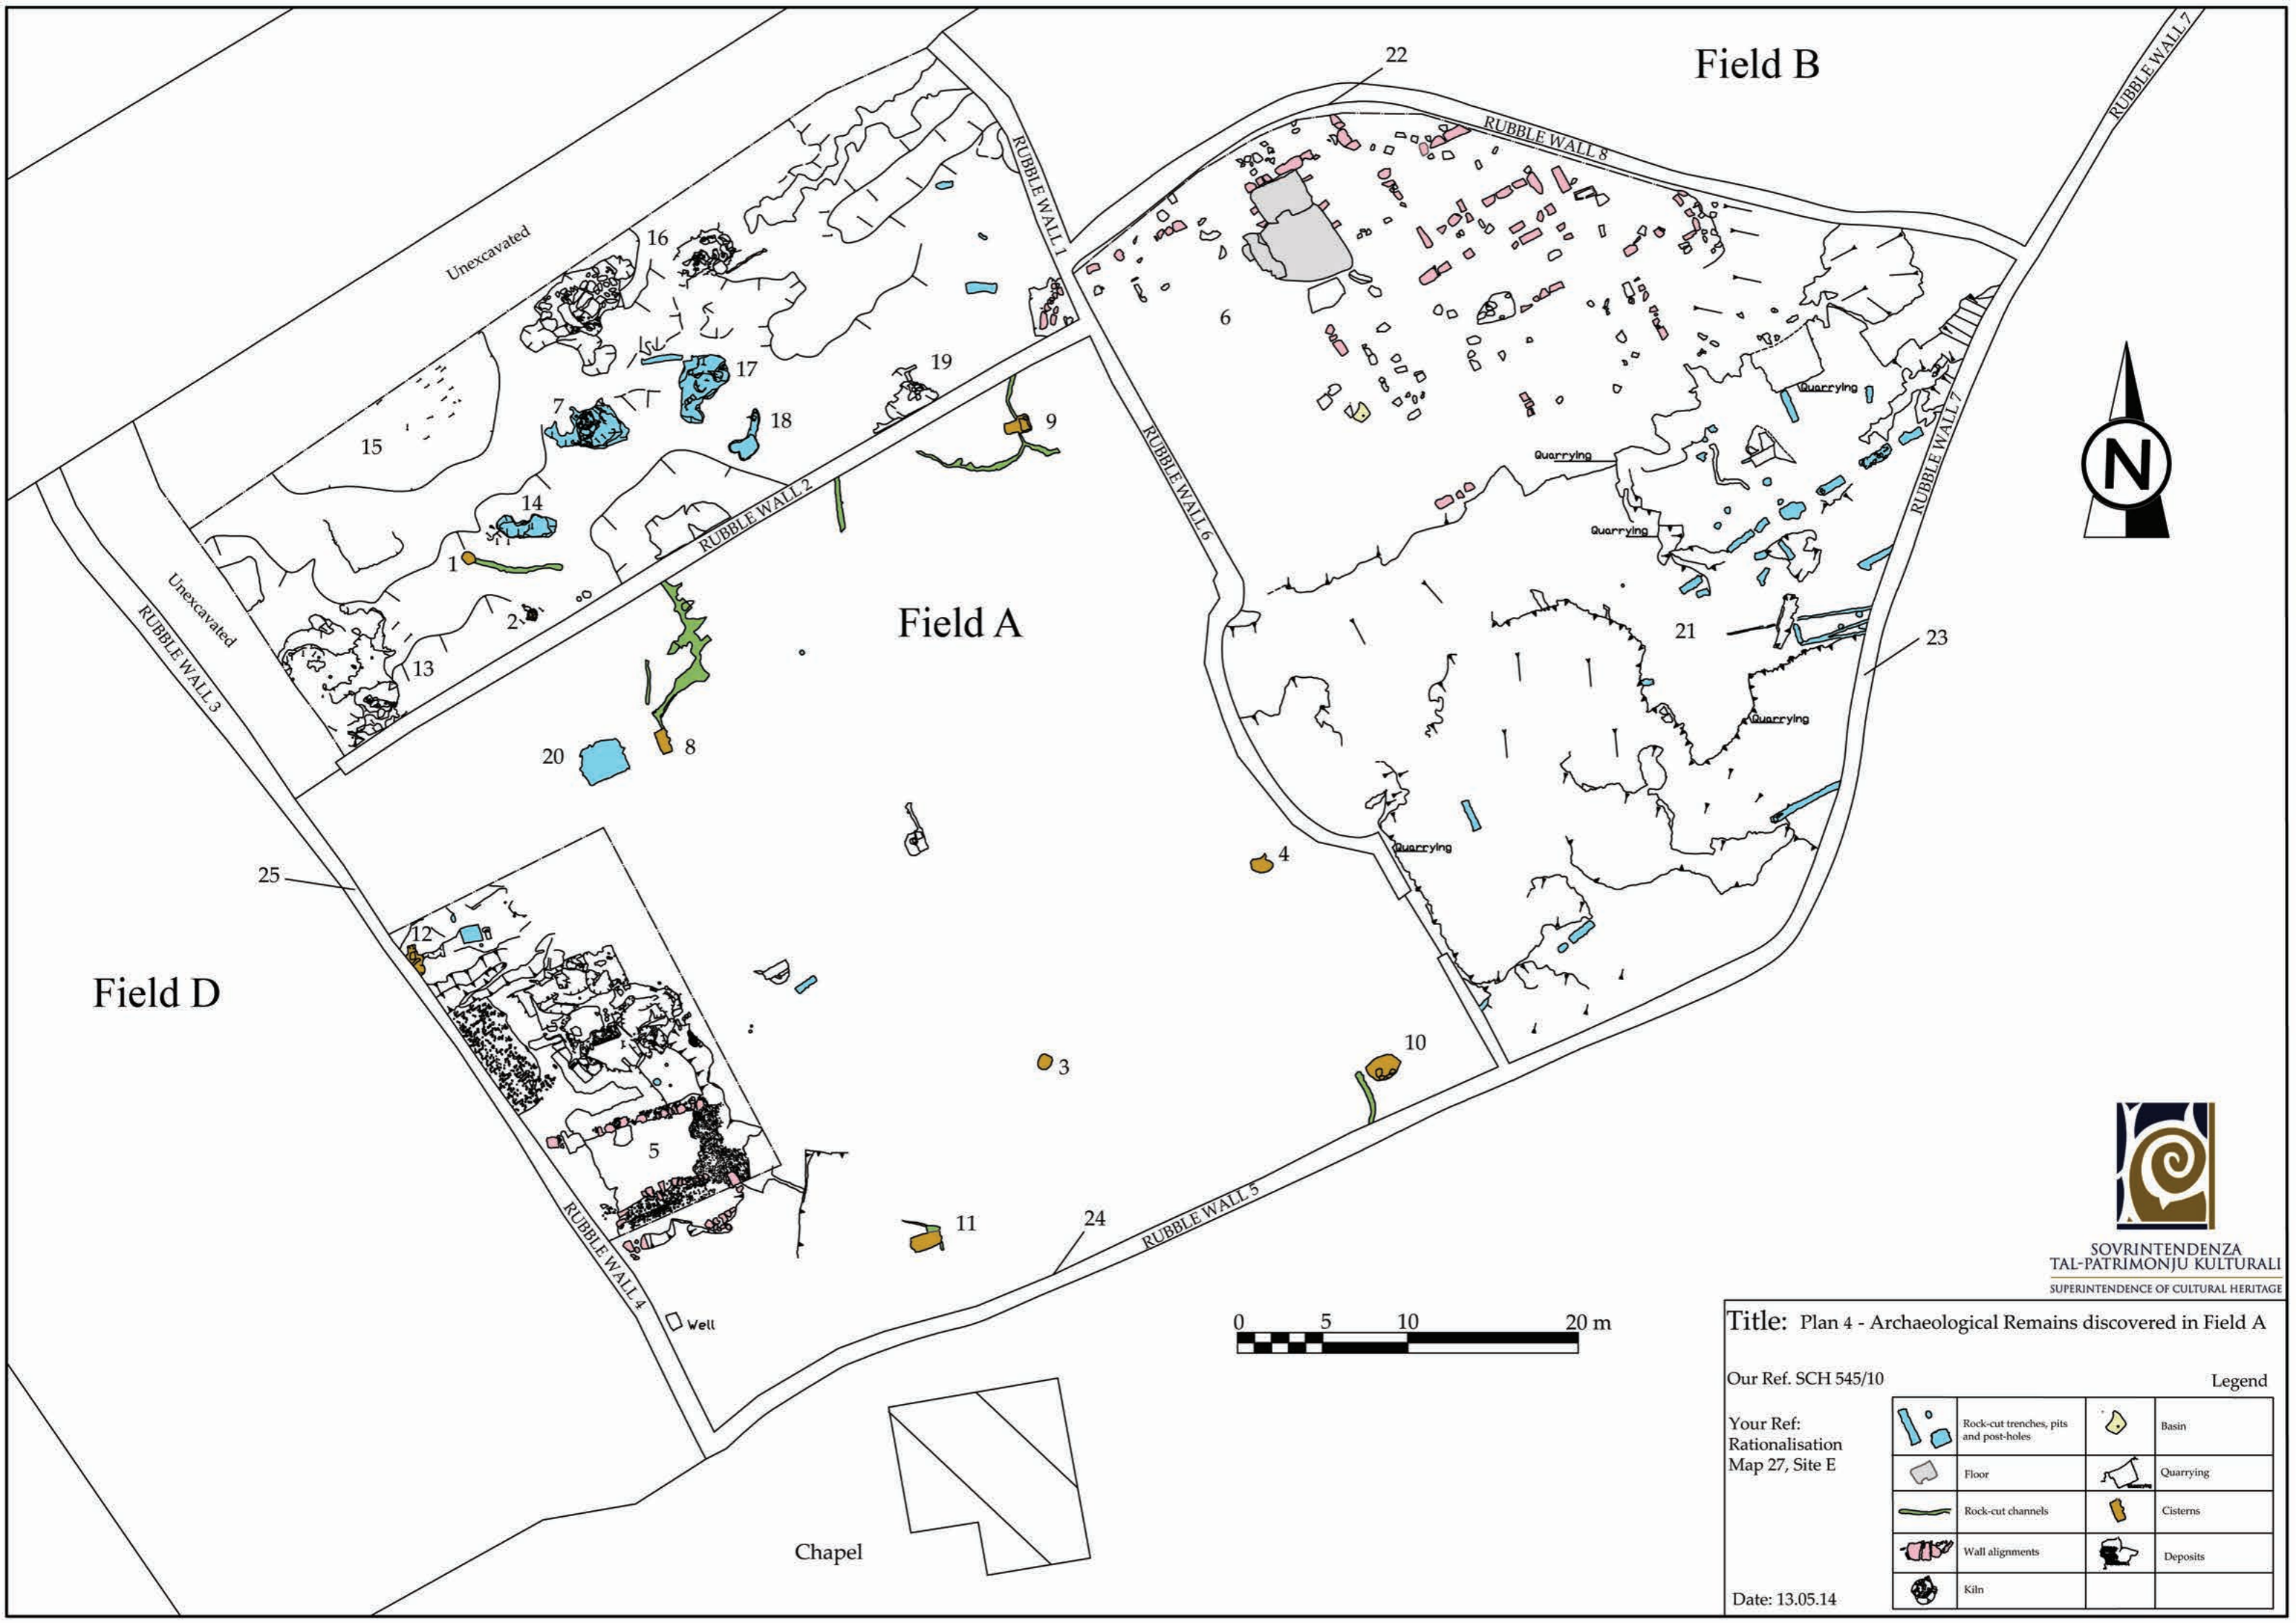 22
Field B
RUBBLE WALL 7
RUBBLE WALL 8
RUBBLE WALL 1
16
Unexcavated
6
17
19
7
18
9
15
Quarrying
RUBBLE WALL 7
Quarrying
RUBBLE WALL 6
N
14
RUBBLE WALL 2
Quarrying
1
Unexcavated
2
Field A
21
23
RUBBLE WALL 3
13
Quarrying
8
20
Quarrying
4
25
12
Field D
10
3
5
RUBBLE WALL 4
11
24
RUBBLE WALL 5
Well
0 5 10 20 m
Chapel
SOVRINTENDENZA
TAL-PATRIMONJU KULTURALI
SUPERINTENDENCE OF CULTURAL HERITAGE
Title: Plan 4 - Archaeological Remains discovered in Field A
Our Ref. SCH 545/10
Legend
Your Ref:
Rationalisation
Map 27, Site E
Rock-cut trenches, pits
and post-holes
Basin
Floor
Quarrying
Quarrying
Rock-cut channels
Cisterns
Wall alignments
Deposits
Kiln
Date: 13.05.14